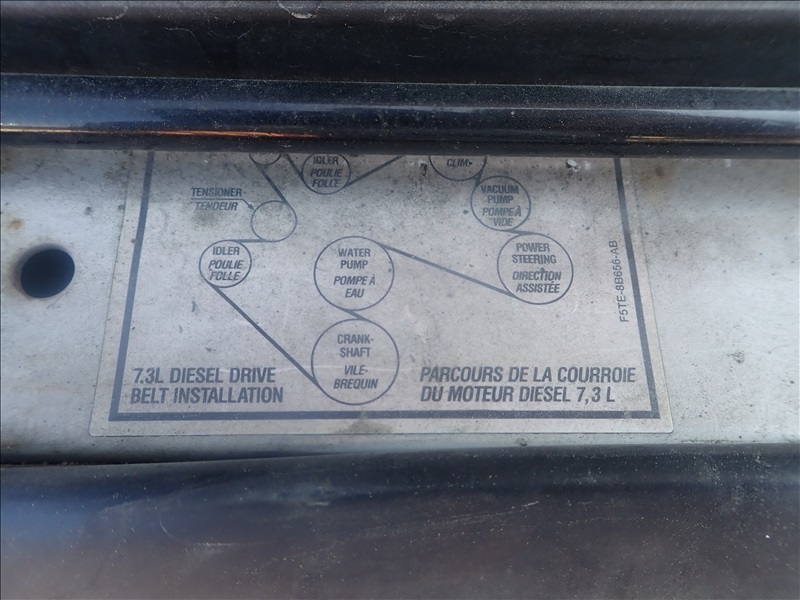 IDLER
POULIE
FOLLE
CLIM.
TENSIONER
TENDEUR
VACUUM
PUMP
POMPE À
VIDE
IDLER
POULIE
FOLLE
WATER
PUMP
POMPE À
EAU
POWER
STEERING
DIRECTION
ASSISTÉE
F5TE-8B656-AB
CRANK-
SHAFT
VILE-
BREQUIN
7.3L DIESEL DRIVE
BELT INSTALLATION
PARCOURS DE LA COURROIE
DU MOTEUR DIESEL 7,3 L